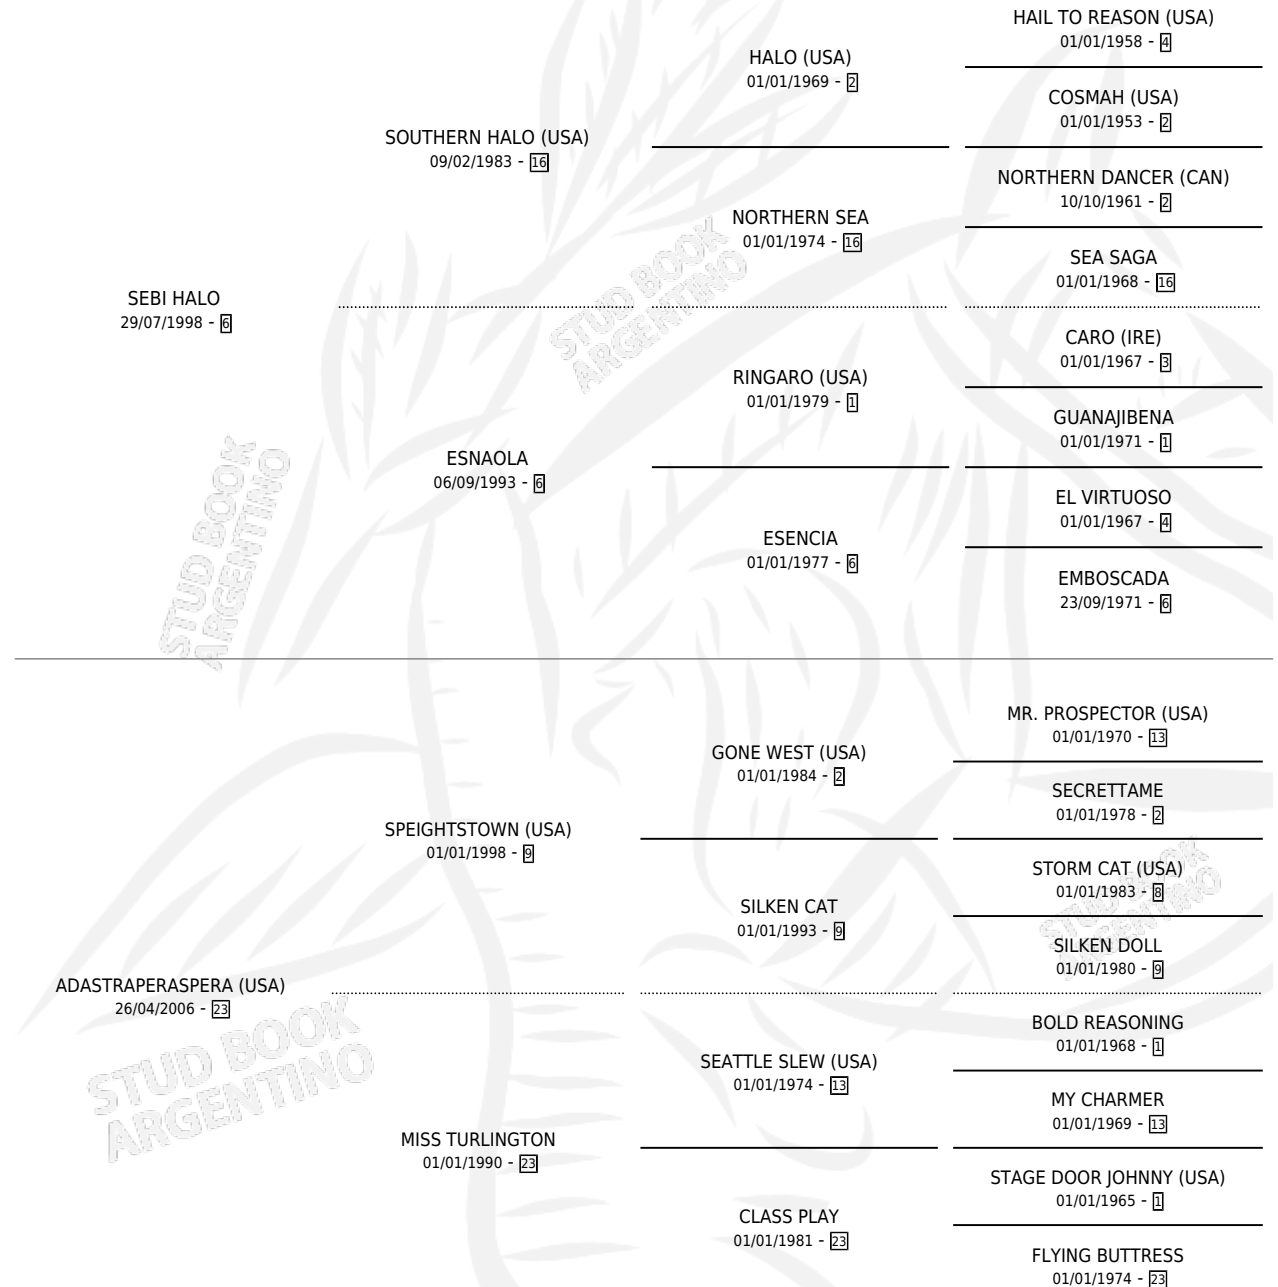 HAIL TO REASON (USA)
01/01/1958 - 4
HALO (USA)
01/01/1969 - 2
COSMAH (USA)
01/01/1953 - 2
SOUTHERN HALO (USA)
09/02/1983 - 16
NORTHERN DANCER (CAN)
10/10/1961 - 2
NORTHERN SEA
01/01/1974 - 16
SEA SAGA
01/01/1968 - 16
SEBI HALO
29/07/1998 - 6
STUD BOOK
ARGENTINO
CARO (IRE)
01/01/1967 - 3
RINGARO (USA)
01/01/1979 - 1
GUANAJIBENA
01/01/1971 - 1
ESNAOLA
06/09/1993 - 6
EL VIRTUOSO
01/01/1967 - 4
ESENCIA
01/01/1977 - 6
EMBOSCADA
23/09/1971 - 6
STUD BOOK
ARGENTINO
MR. PROSPECTOR (USA)
01/01/1970 - 13
GONE WEST (USA)
01/01/1984 - 2
SECRETTAME
01/01/1978 - 2
SPEIGHTSTOWN (USA)
01/01/1998 - 9
STORM CAT (USA)
01/01/1983 - 8
SILKEN CAT
01/01/1993 - 9
STUD BOOK
ARGENTINO
SILKEN DOLL
01/01/1980 - 9
ADASTRAPERASPERA (USA)
26/04/2006 - 23
STUD BOOK
ARGENTINO
BOLD REASONING
01/01/1968 - 1
SEATTLE SLEW (USA)
01/01/1974 - 13
MY CHARMER
01/01/1969 - 13
MISS TURLINGTON
01/01/1990 - 23
STAGE DOOR JOHNNY (USA)
01/01/1965 - 1
CLASS PLAY
01/01/1981 - 23
FLYING BUTTRESS
01/01/1974 - 23